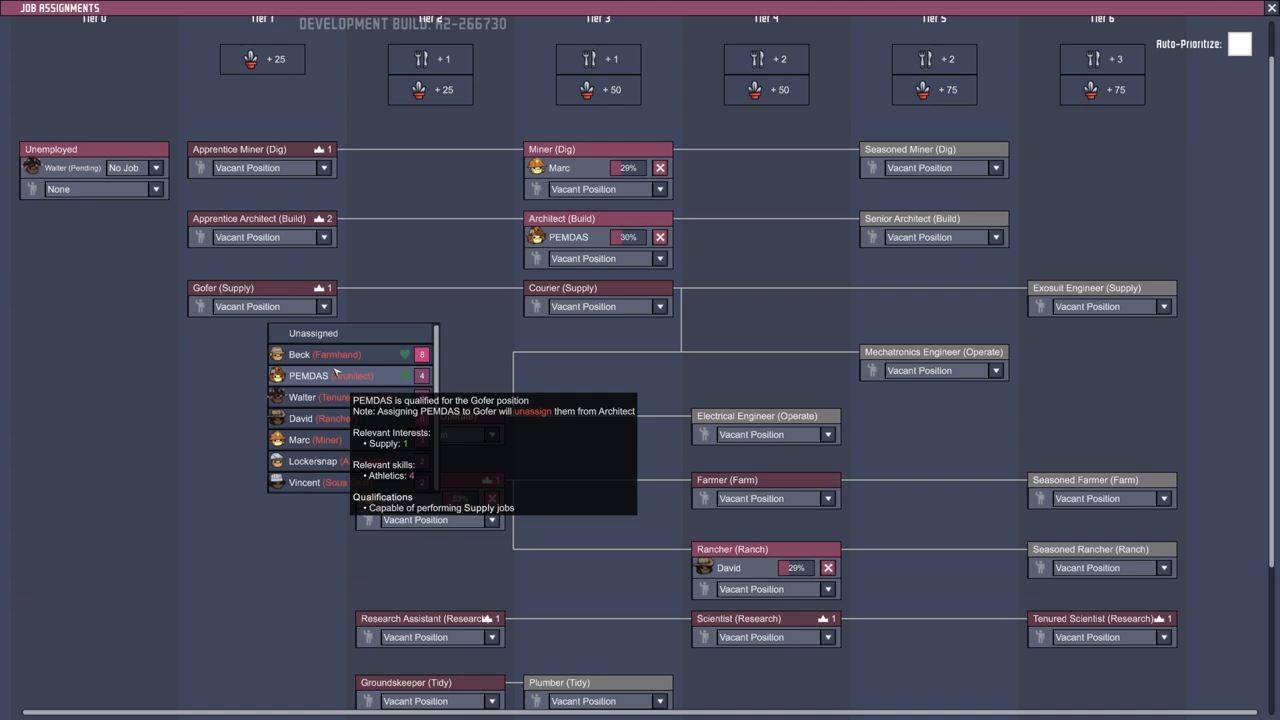 JOB ASSIGNMENTS
DEVELOPMENT BUILD: A2-266730
Tier 0
Tier 1
Tier 2
Tier 3
Tier 4
Tier 5
Tier 6
Auto-Prioritize:
+ 25
+ 1
+ 25
+ 1
+ 50
+ 2
+ 50
+ 2
+ 75
+ 3
+ 75
Unemployed
Walter (Pending) No Job
None
Apprentice Miner (Dig) 1
Vacant Position
Miner (Dig)
Marc 29%
Vacant Position
Seasoned Miner (Dig)
Vacant Position
Apprentice Architect (Build) 2
Vacant Position
Architect (Build)
PEMDAS 30%
Vacant Position
Senior Architect (Build)
Vacant Position
Gofer (Supply) 1
Vacant Position
Courier (Supply)
Vacant Position
Exosuit Engineer (Supply)
Vacant Position
Unassigned
Beck (Farmhand) 8
PEMDAS (Architect) 4
Walter (Tenure
David (Ranche
Marc (Miner)
Lockersnap (A
Vincent (Sous
PEMDAS is qualified for the Gofer position
Note: Assigning PEMDAS to Gofer will unassign them from Architect
Relevant Interests:
• Supply: 1
Relevant skills:
• Athletics: 4
Qualifications
• Capable of performing Supply jobs
Mechatronics Engineer (Operate)
Vacant Position
Electrical Engineer (Operate)
Vacant Position
1
53%
Vacant Position
Farmer (Farm)
Vacant Position
Seasoned Farmer (Farm)
Vacant Position
Rancher (Ranch)
David 29%
Vacant Position
Seasoned Rancher (Ranch)
Vacant Position
Research Assistant (Research 1
Vacant Position
Scientist (Research) 1
Vacant Position
Tenured Scientist (Research) 1
Vacant Position
Groundskeeper (Tidy)
Vacant Position
Plumber (Tidy)
Vacant Position